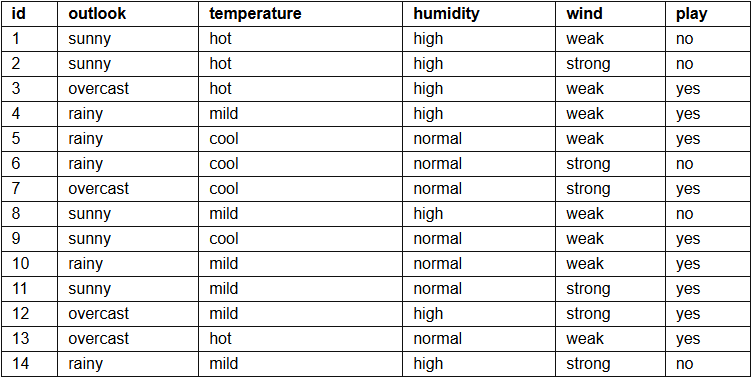 id outlook temperature humidity wind play
1 sunny hot high weak no
2 sunny hot high strong no
3 overcast hot high weak yes
4 rainy mild high weak yes
5 rainy cool normal weak yes
6 rainy cool normal strong no
7 overcast cool normal strong yes
8 sunny mild high weak no
9 sunny cool normal weak yes
10 rainy mild normal weak yes
11 sunny mild normal strong yes
12 overcast mild high strong yes
13 overcast hot normal weak yes
14 rainy mild high strong no